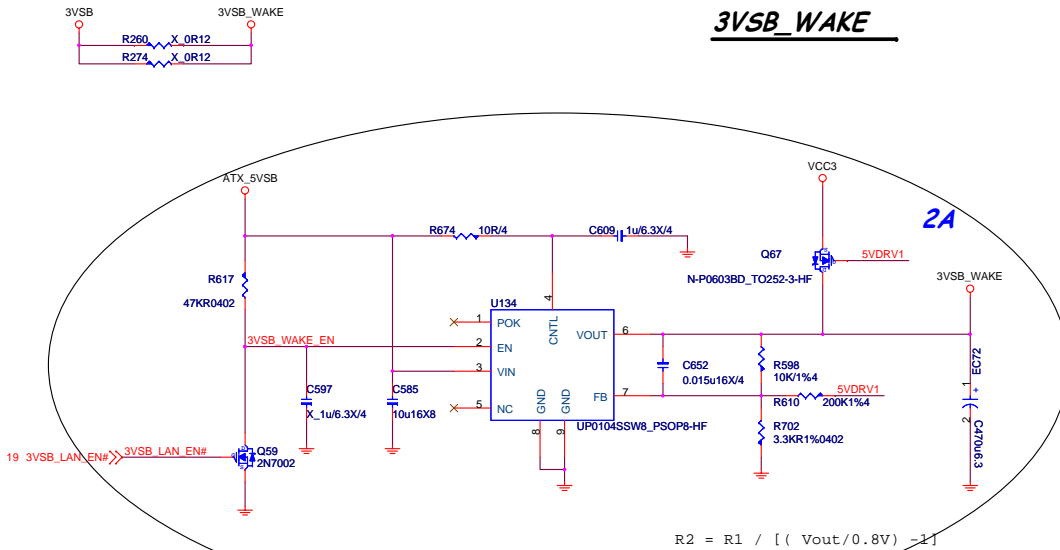 3VSB 3VSB_WAKE
3VSB_WAKE
R260 X_0R12
R274 X_0R12
ATX_5VSB
VCC3
2A
R674 10R/4
C609 1u/6.3X/4
Q67
5VDRV1
N-P0603BD_TO252-3-HF
3VSB_WAKE
R617
47KR0402
U134
4
CNTL
1 POK
VOUT 6
3VSB_WAKE_EN
2 EN
3 VIN
C652
0.015u16X/4
R598
10K/1%4
EC72
1
+
2
C470u6.3
C597
X_1u/6.3X/4
C585
10u16X8
5 NC
GND
GND
FB 7
5VDRV1
R610 200K1%4
8
9
UP0104SSW8_PSOP8-HF
R702
3.3KR1%0402
19 3VSB_LAN_EN# 3VSB_LAN_EN#
Q59
2N7002
R2 = R1 / [( Vout/0.8V) -1]